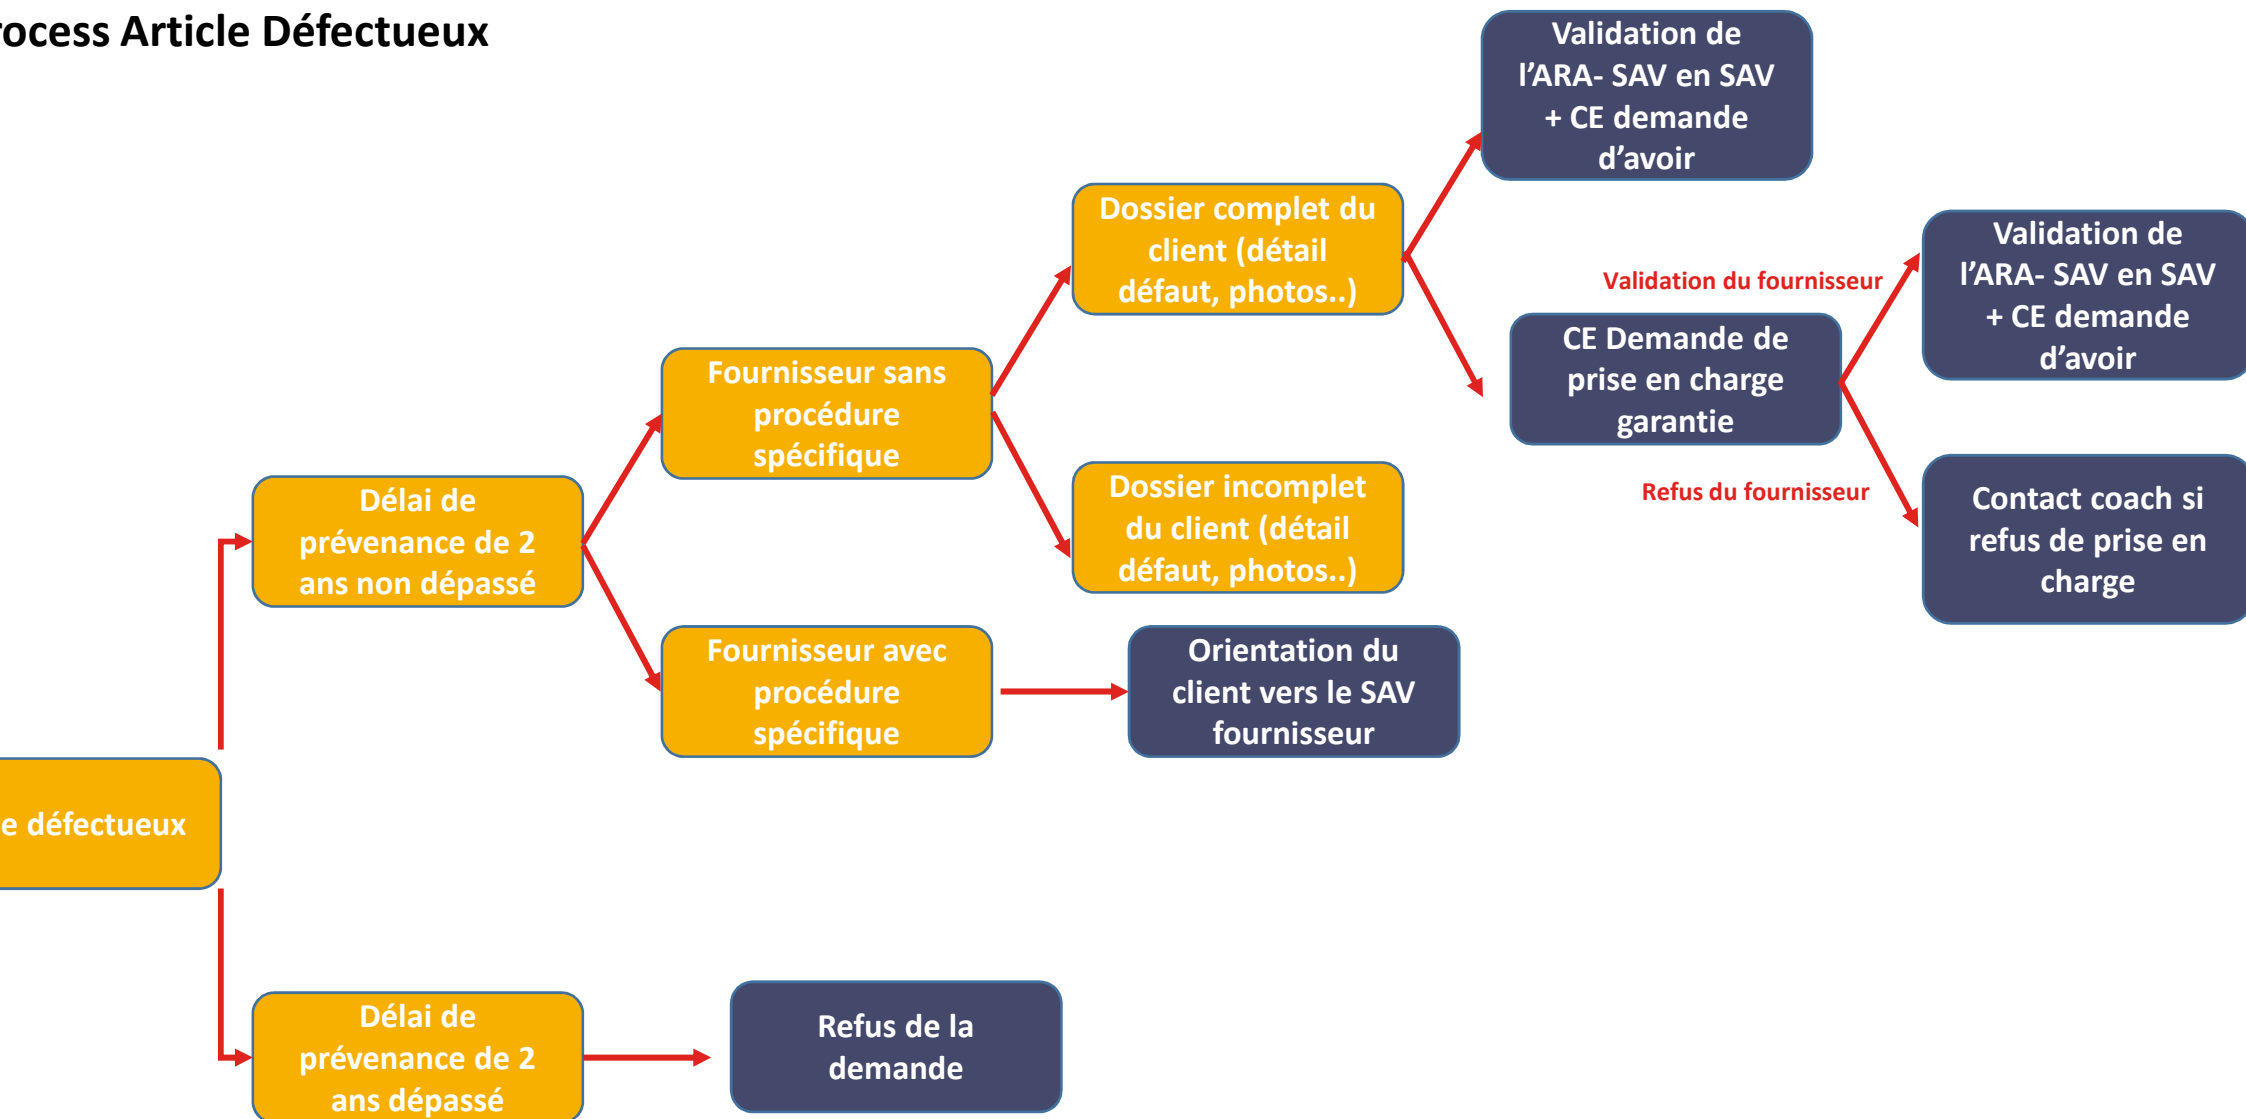 rocess Article Défectueux
Validation de
l’ARA- SAV en SAV
+ CE demande
d’avoir
Dossier complet du
client (détail
défaut, photos..)
Validation du fournisseur
Validation de
l’ARA- SAV en SAV
+ CE demande
d’avoir
CE Demande de
prise en charge
garantie
Fournisseur sans
procédure
spécifique
Refus du fournisseur
Contact coach si
refus de prise en
charge
Dossier incomplet
du client (détail
défaut, photos..)
Délai de
prévenance de 2
ans non dépassé
Fournisseur avec
procédure
spécifique
Orientation du
client vers le SAV
fournisseur
e défectueux
Délai de
prévenance de 2
ans dépassé
Refus de la
demande